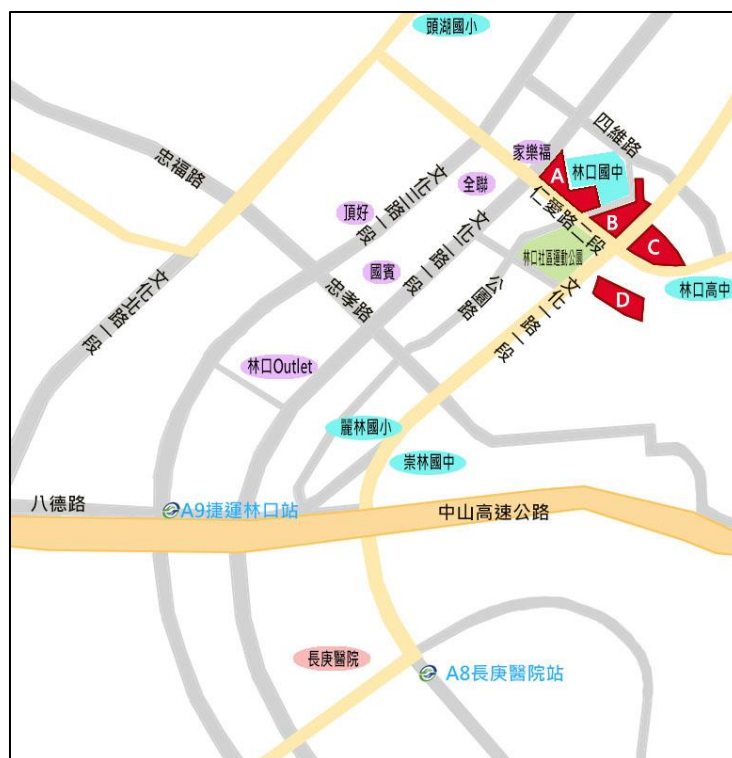 頭湖國小
四維路
家樂福
A
林口國中
忠福路
文化三路一段
全聯
仁愛路二段
B
C
頂好
文化二路一段
國賓
公園路
林口社區運動公園
林口高中
文化北路一段
忠孝路
文化一路一段
D
林口Outlet
麗林國小
崇林國中
八德路
A9捷運林口站
中山高速公路
長庚醫院
A8長庚醫院站